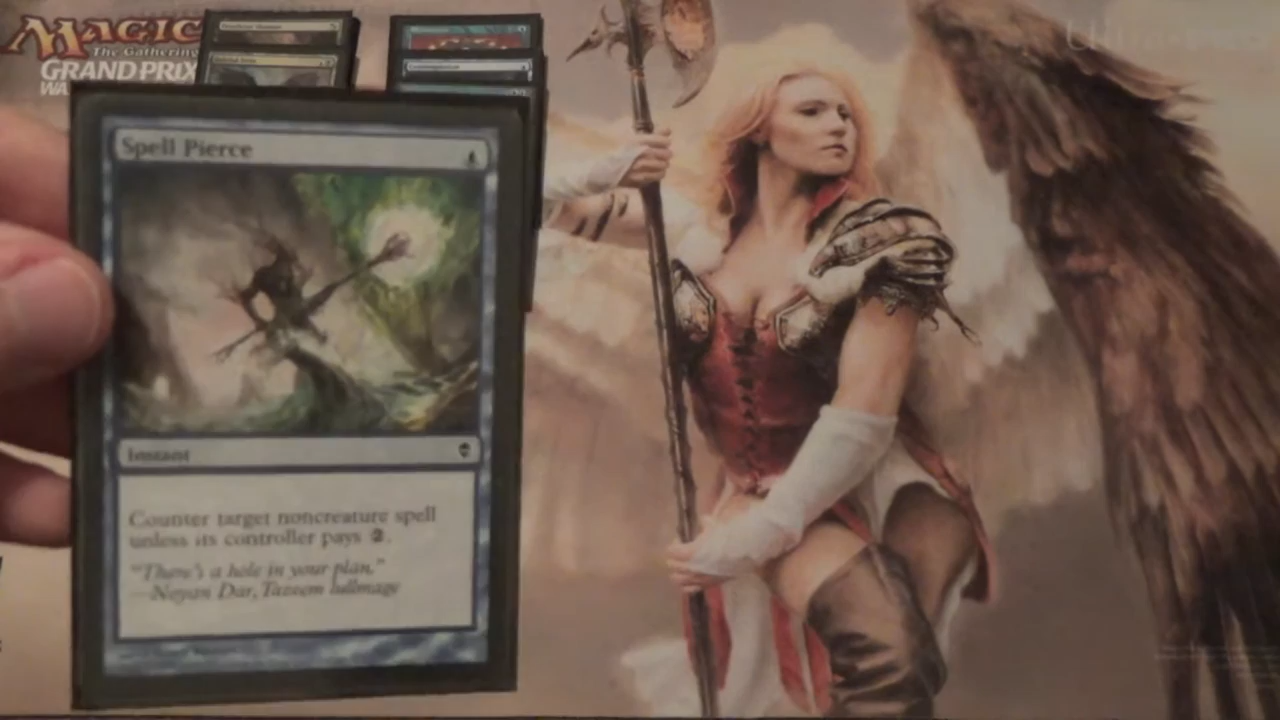 MAGIC
The Gathering
GRAND PRIX
WA
Spell Pierce
Instant
Counter target noncreature spell
unless its controller pays 2.
"There's a hole in your plan."
—Noyan Dar, Tazeem lullmage